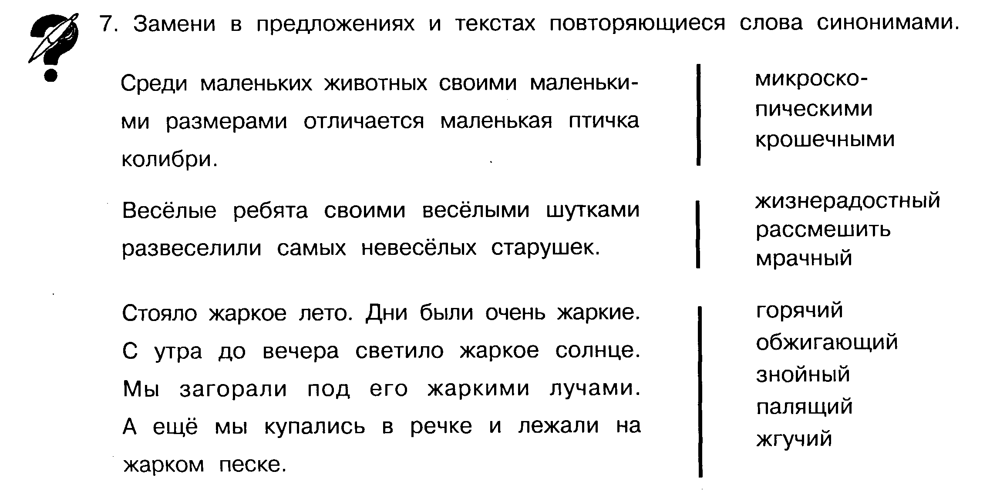 7. Замени в предложениях и текстах повторяющиеся слова синонимами.
Среди маленьких животных своими маленьки-
ми размерами отличается маленькая птичка
колибри.
микроско-
пическими
крошечными
Весёлые ребята своими весёлыми шутками
развеселили самых невесёлых старушек.
жизнерадостный
рассмешить
мрачный
Стояло жаркое лето. Дни были очень жаркие.
С утра до вечера светило жаркое солнце.
Мы загорали под его жаркими лучами.
А ещё мы купались в речке и лежали на
жарком песке.
горячий
обжигающий
знойный
палящий
жгучий